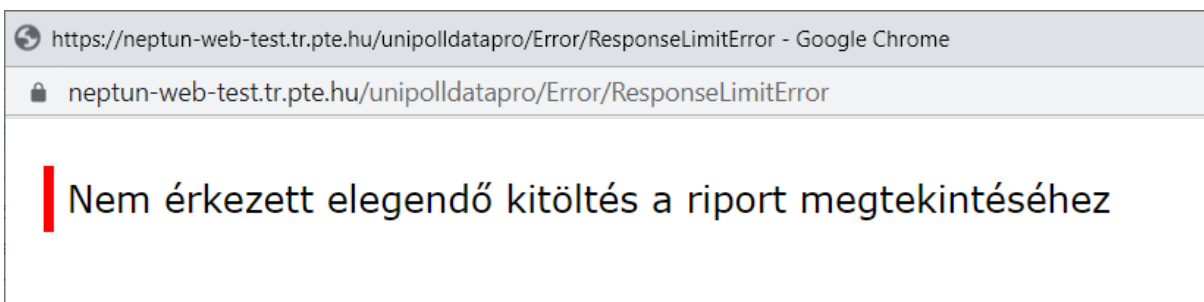 https://neptun-web-test.tr.pte.hu/unipolldatapro/Error/ResponseLimitError - Google Chrome
neptun-web-test.tr.pte.hu/unipolldatapro/Error/ResponseLimitError
Nem érkezett elegendő kitöltés a riport megtekintéséhez